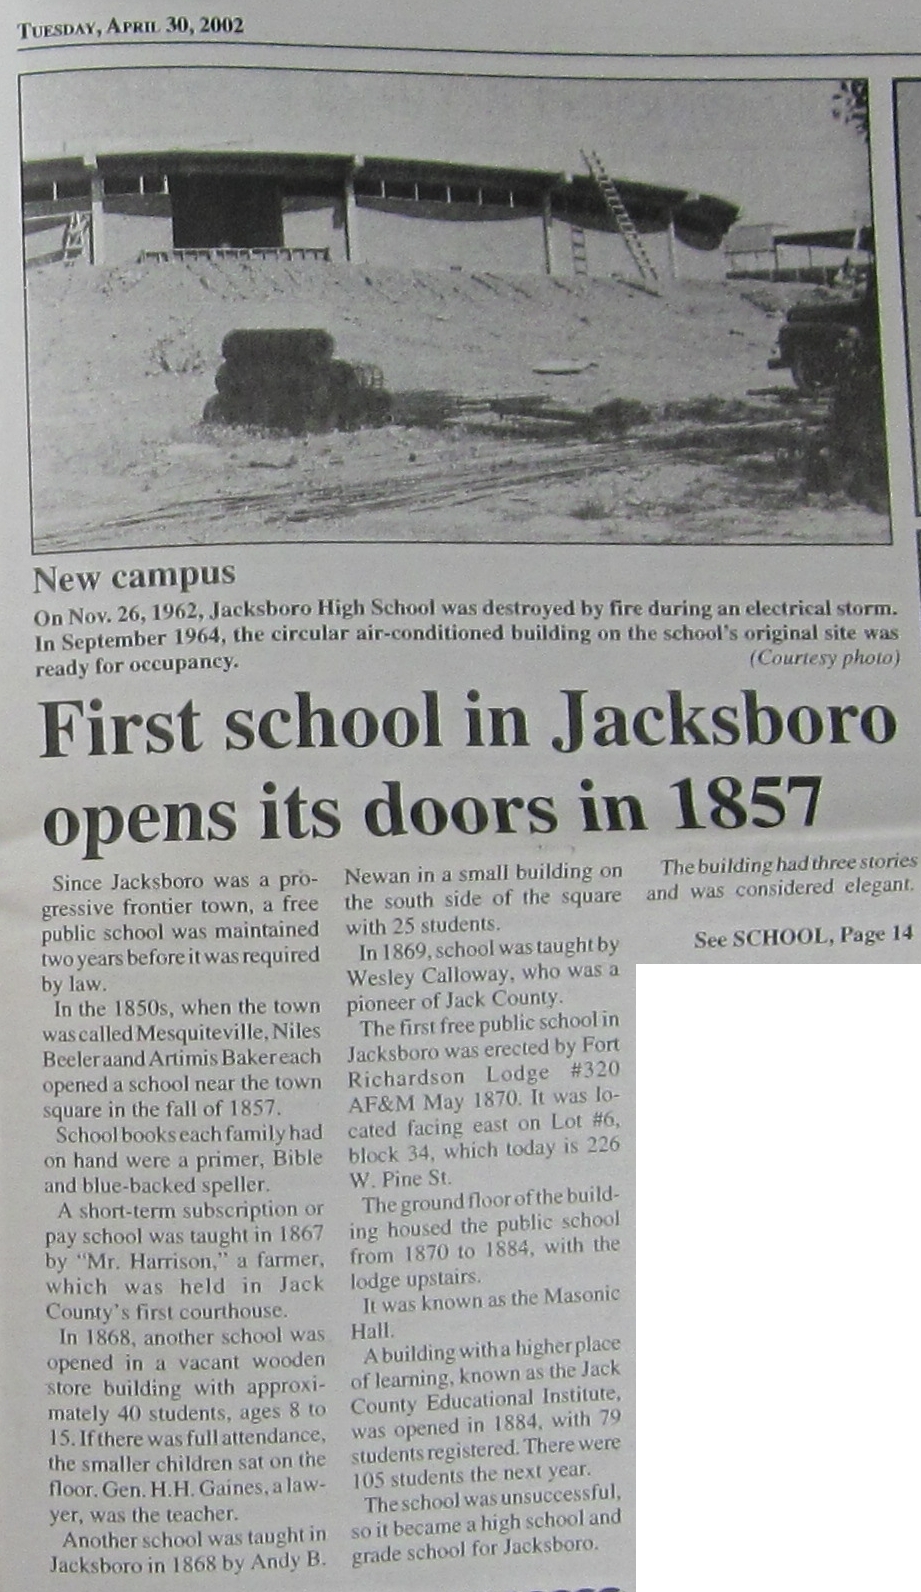 TUESDAY, APRIL 30, 2002
New campus
On Nov. 26, 1962, Jacksboro High School was destroyed by fire during an electrical storm.
In September 1964, the circular air-conditioned building on the school's original site was
ready for occupancy.
(Courtesy photo)
First school in Jacksboro
opens its doors in 1857
Since Jacksboro was a pro-
gressive frontier town, a free
public school was maintained
two years before it was required
by law.
In the 1850s, when the town
was called Mesquiteville, Niles
Beeler aand Artimis Baker each
opened a school near the town
square in the fall of 1857.
School books each family had
on hand were a primer, Bible
and blue-backed speller.
A short-term subscription or
pay school was taught in 1867
by "Mr. Harrison," a farmer,
which was held in Jack
County's first courthouse.
In 1868, another school was
opened in a vacant wooden
store building with approxi-
mately 40 students, ages 8 to
15. If there was full attendance,
the smaller children sat on the
floor. Gen. H.H. Gaines, a law-
yer, was the teacher.
Another school was taught in
Jacksboro in 1868 by Andy B.
Newan in a small building on
the south side of the square
with 25 students.
In 1869, school was taught by
Wesley Calloway, who was a
pioneer of Jack County.
The first free public school in
Jacksboro was erected by Fort
Richardson Lodge #320
AF&M May 1870. It was lo-
cated facing east on Lot #6,
block 34, which today is 226
W. Pine St.
The ground floor of the build-
ing housed the public school
from 1870 to 1884, with the
lodge upstairs.
It was known as the Masonic
Hall.
A building with a higher place
of learning, known as the Jack
County Educational Institute,
was opened in 1884, with 79
students registered. There were
105 students the next year.
The school was unsuccessful,
so it became a high school and
grade school for Jacksboro.
The building had three stories
and was considered elegant.
See SCHOOL, Page 14